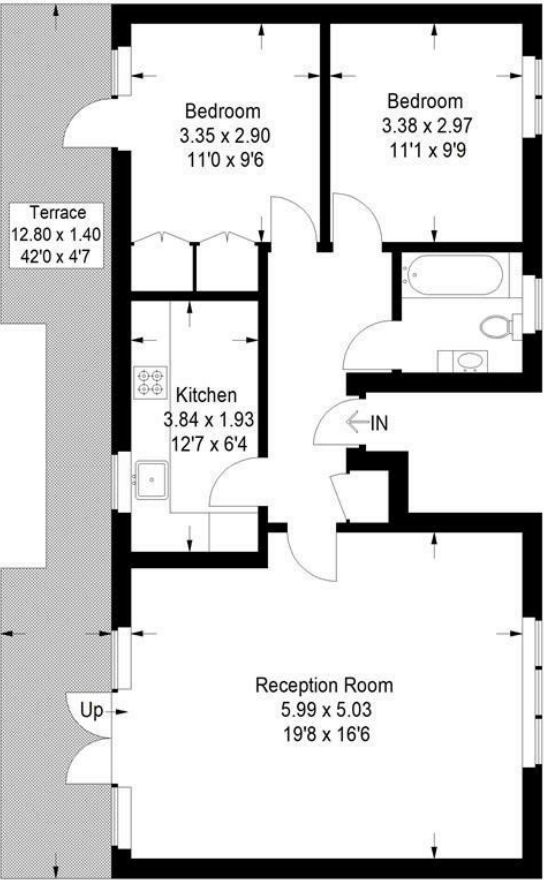 Bedroom
3.35 x 2.90
11'0 x 9'6
Bedroom
3.38 x 2.97
11'1 x 9'9
Terrace
12.80 x 1.40
42'0 x 4'7
Kitchen
3.84 x 1.93
12'7 x 6'4
IN
Reception Room
5.99 x 5.03
19'8 x 16'6
Up